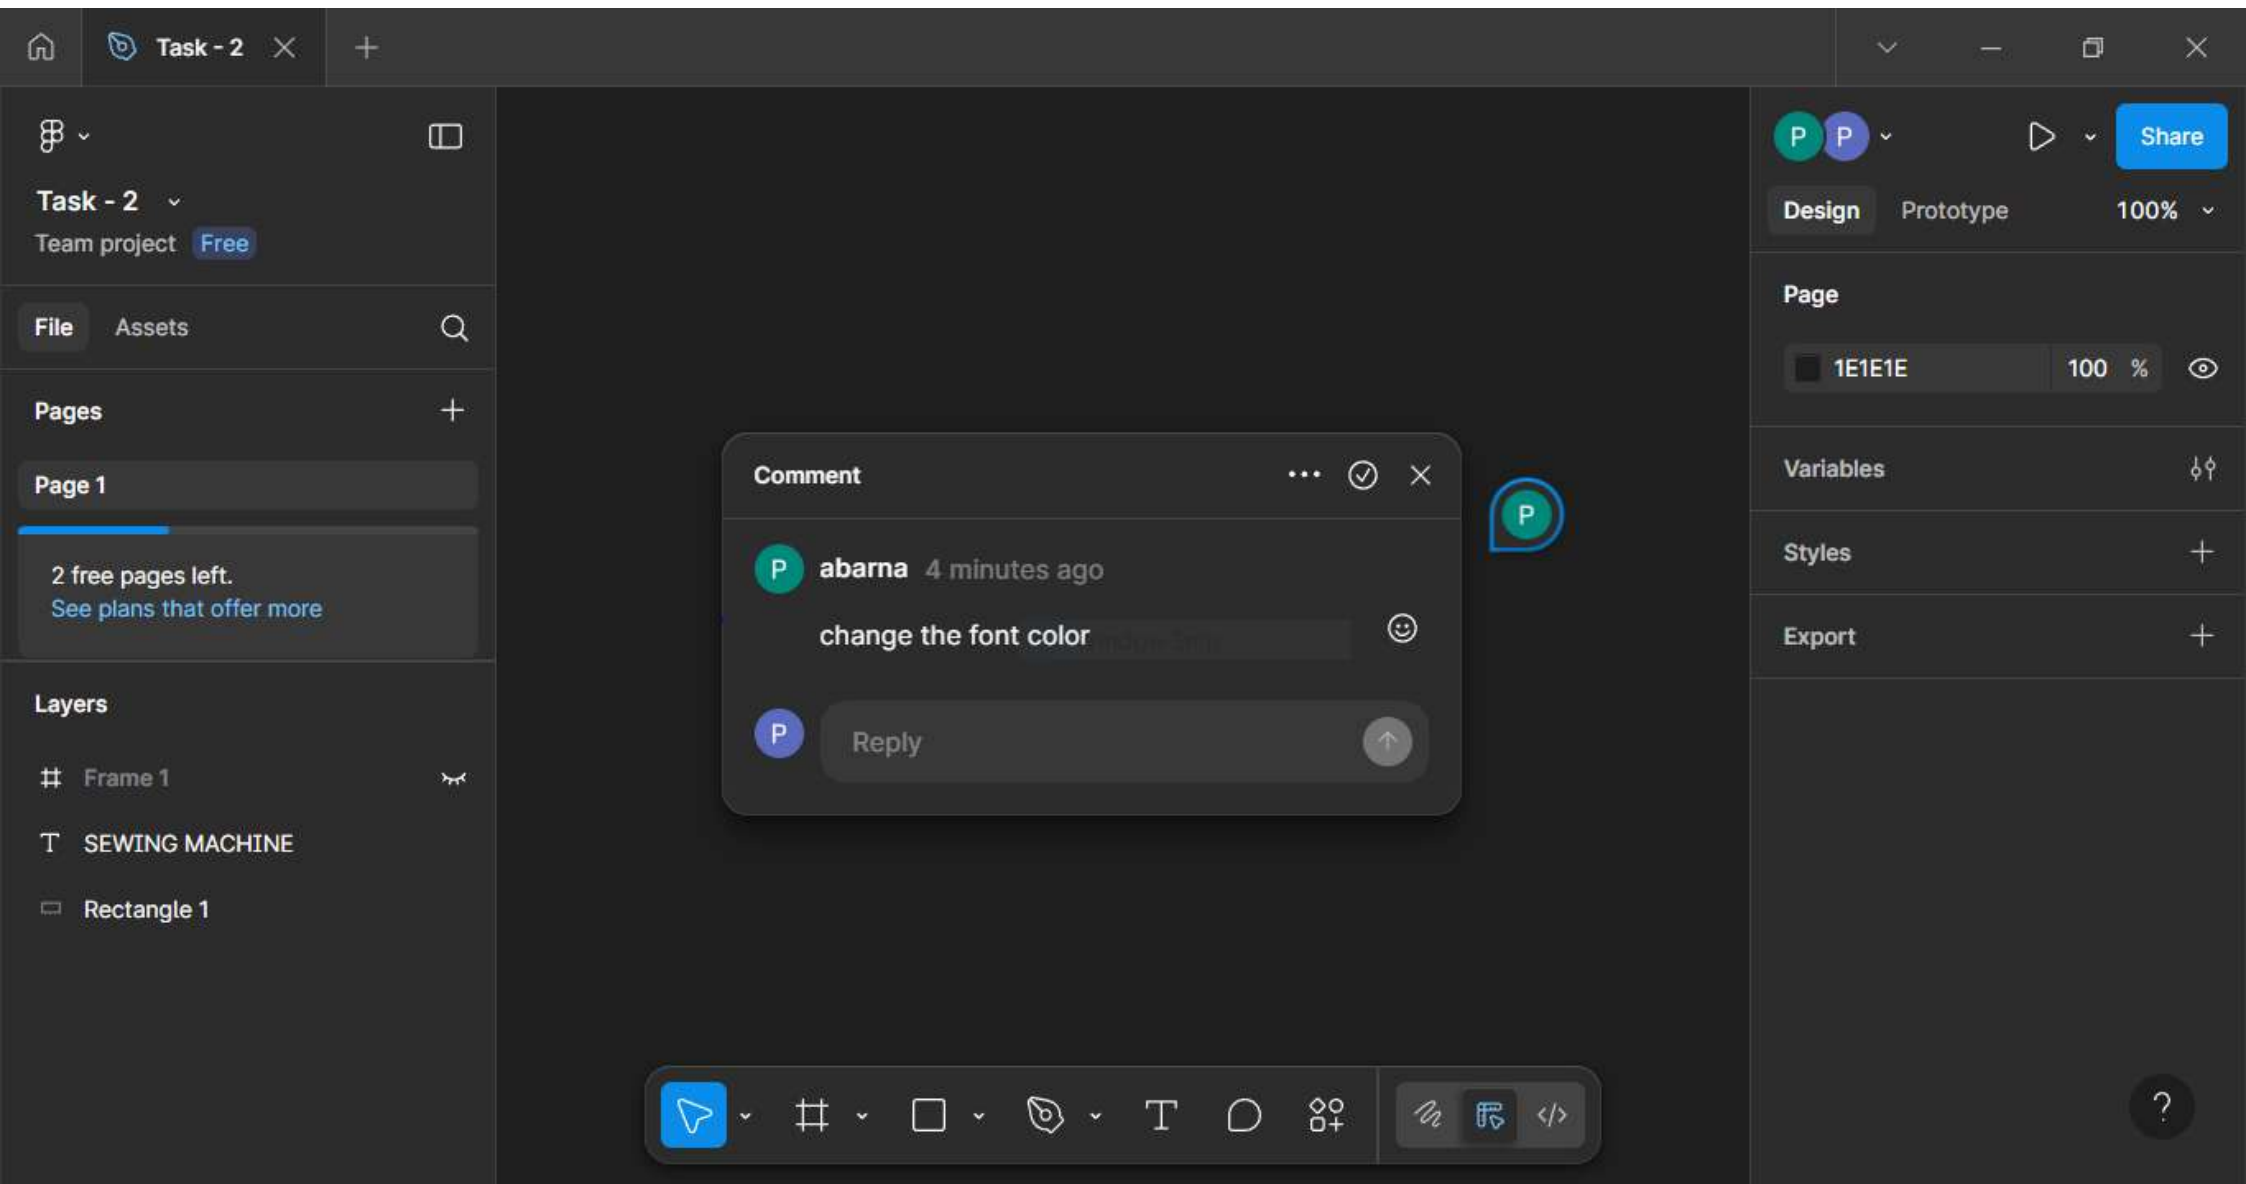 Task - 2
Task - 2
Team project Free
File Assets
Pages
Page 1
2 free pages left.
See plans that offer more
Layers
Frame 1
SEWING MACHINE
Rectangle 1
Comment
P abarna 4 minutes ago
change the font color
P Reply
P
P P Share
Design Prototype 100%
Page
1E1E1E 100 %
Variables
Styles
Export
?